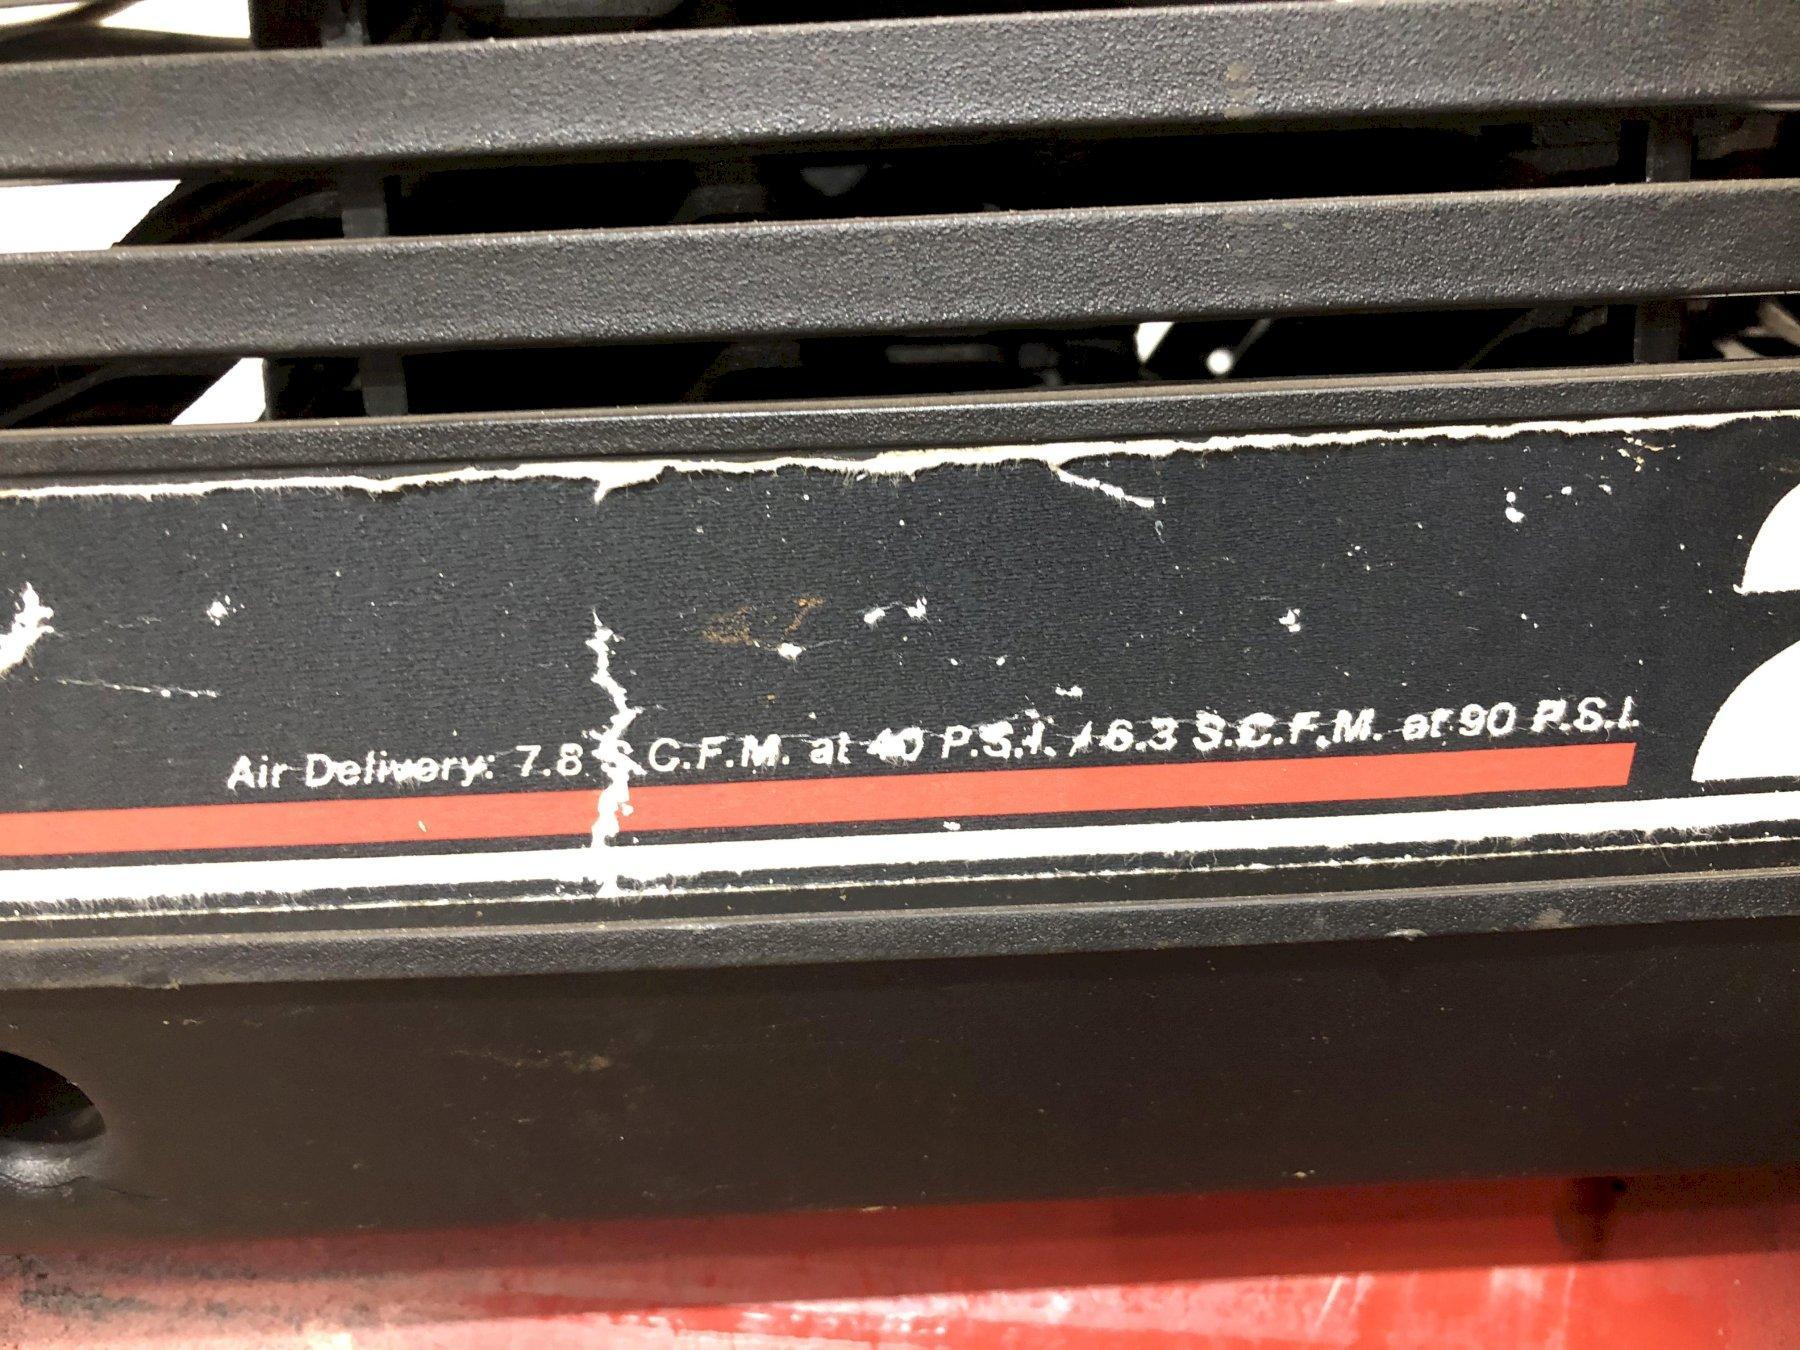 Air Delivery: 7.8 S.C.F.M. at 40 P.S.I. / 6.3 S.C.F.M. at 90 P.S.I.